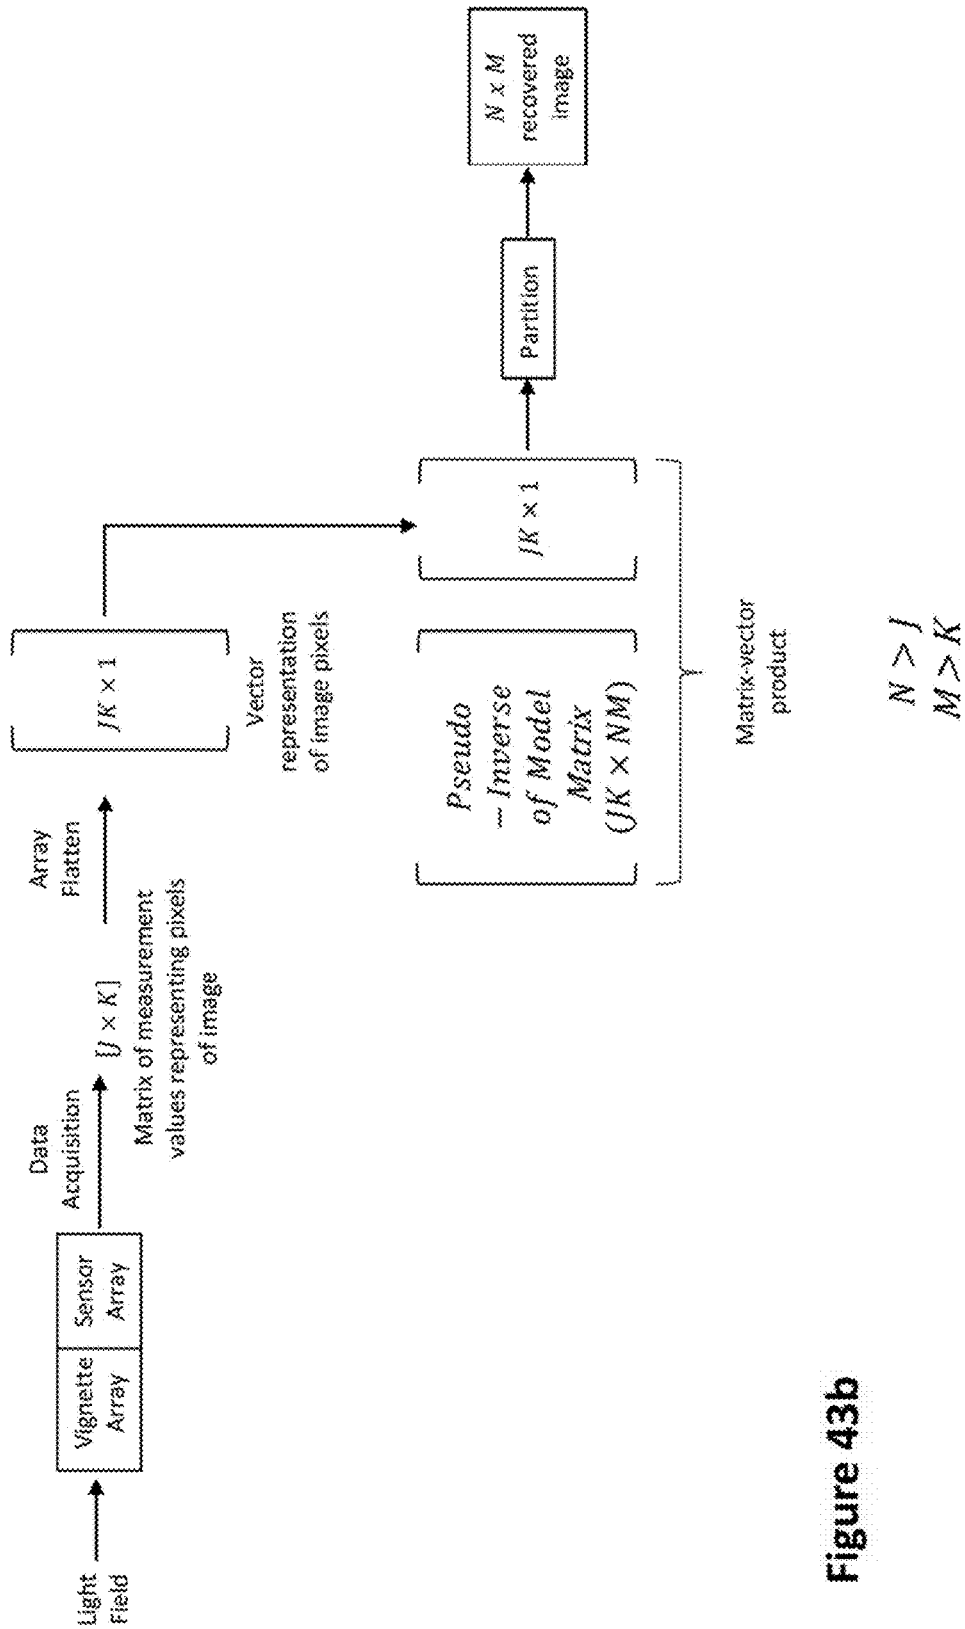 Light
Field
Vignette
Array
Sensor
Array
Data
Acquisition
[J × K]
Matrix of measurement
values representing pixels
of image
Array
Flatten
JK × 1
Vector
representation
of image pixels
Pseudo
− Inverse
of Model
Matrix
(JK × NM)
JK × 1
Matrix-vector
product
Partition
N x M
recovered
image
N > J
M > K
Figure 43b